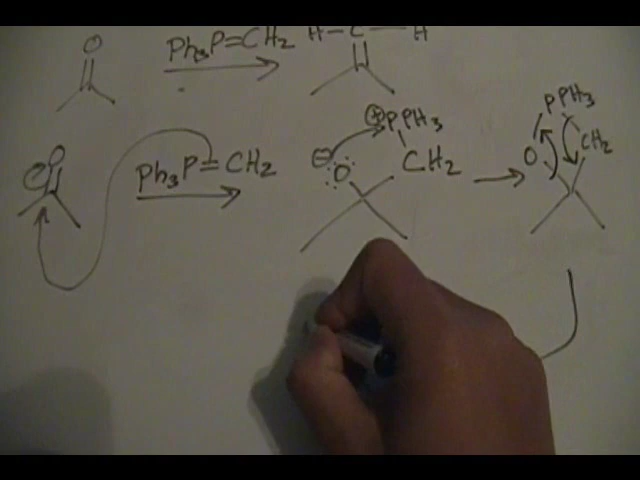 O Ph₃P=CH₂ H-C-H
O Ph₃P=CH₂ ⊖ :O: ⊕PPH₃ CH₂ O PPH₃ CH₂